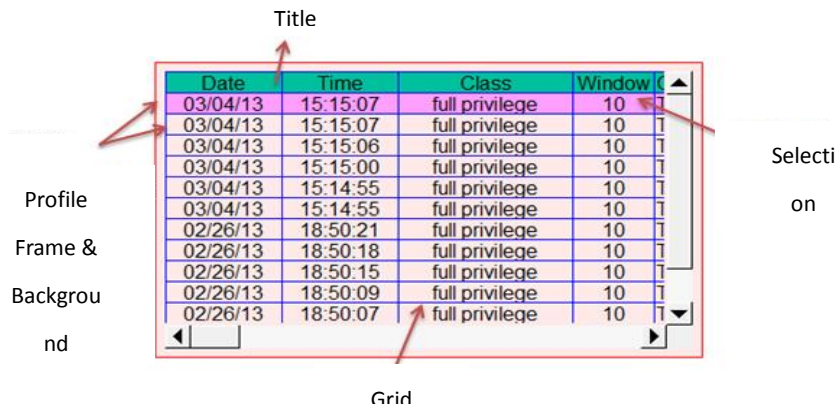 Title
Date Time Class Window
03/04/13 15:15:07 full privilege 10
03/04/13 15:15:07 full privilege 10
03/04/13 15:15:06 full privilege 10
03/04/13 15:15:00 full privilege 10
03/04/13 15:14:55 full privilege 10
03/04/13 15:14:55 full privilege 10
02/26/13 18:50:21 full privilege 10
02/26/13 18:50:18 full privilege 10
02/26/13 18:50:15 full privilege 10
02/26/13 18:50:09 full privilege 10
02/26/13 18:50:07 full privilege 10
Selecti
on
Profile
Frame &
Backgrou
nd
Grid